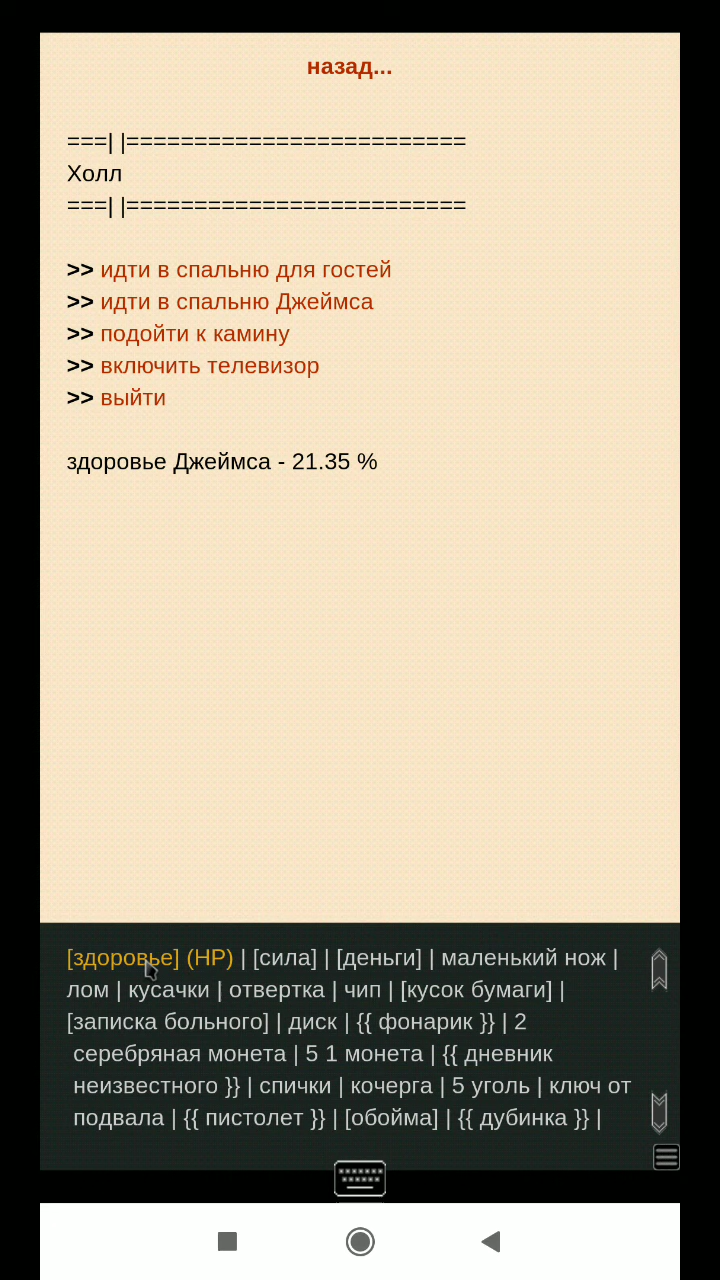 назад...
===| |=========================
Холл
===| |=========================
>> идти в спальню для гостей
>> идти в спальню Джеймса
>> подойти к камину
>> включить телевизор
>> выйти
здоровье Джеймса - 21.35 %
[здоровье] (HP) | [сила] | [деньги] | маленький нож |
лом | кусачки | отвертка | чип | [кусок бумаги] |
[записка больного] | диск | {{ фонарик }} | 2
серебряная монета | 5 1 монета | {{ дневник
неизвестного }} | спички | кочерга | 5 уголь | ключ от
подвала | {{ пистолет }} | [обойма] | {{ дубинка }} |